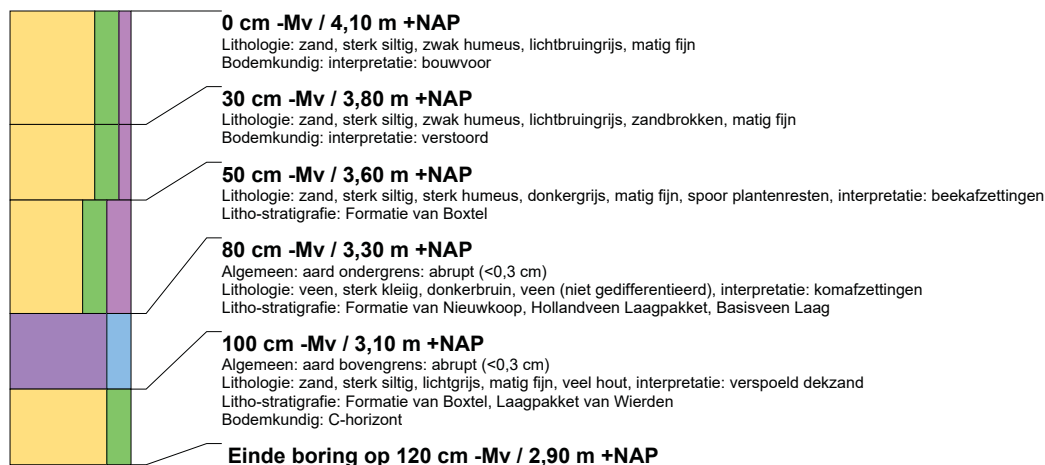 0 cm -Mv / 4,10 m +NAP
Lithologie: zand, sterk siltig, zwak humeus, lichtbruingrijs, matig fijn
Bodemkundig: interpretatie: bouwvoor
30 cm -Mv / 3,80 m +NAP
Lithologie: zand, sterk siltig, zwak humeus, lichtbruingrijs, zandbrokken, matig fijn
Bodemkundig: interpretatie: verstoord
50 cm -Mv / 3,60 m +NAP
Lithologie: zand, sterk siltig, sterk humeus, donkergrijs, matig fijn, spoor plantenresten, interpretatie: beekafzettingen
Litho-stratigrafie: Formatie van Boxtel
80 cm -Mv / 3,30 m +NAP
Algemeen: aard ondergrens: abrupt (<0,3 cm)
Lithologie: veen, sterk kleiig, donkerbruin, veen (niet gedifferentieerd), interpretatie: komafzettingen
Litho-stratigrafie: Formatie van Nieuwkoop, Hollandveen Laagpakket, Basisveen Laag
100 cm -Mv / 3,10 m +NAP
Algemeen: aard bovengrens: abrupt (<0,3 cm)
Lithologie: zand, sterk siltig, lichtgrijs, matig fijn, veel hout, interpretatie: verspoeld dekzand
Litho-stratigrafie: Formatie van Boxtel, Laagpakket van Wierden
Bodemkundig: C-horizont
Einde boring op 120 cm -Mv / 2,90 m +NAP